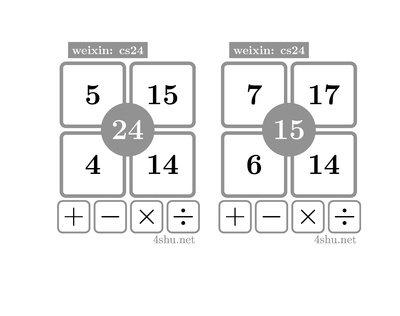 weixin: cs24
5 15
24
4 14
+ − × ÷
4shu.net
weixin: cs24
7 17
15
6 14
+ − × ÷
4shu.net